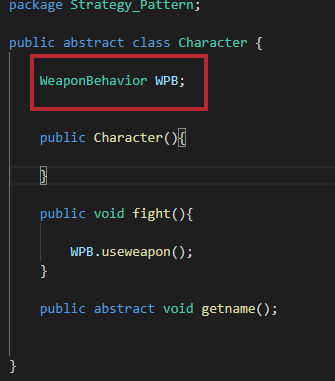 package Strategy_Pattern;
public abstract class Character {
WeaponBehavior WPB;
public Character(){
}
public void fight(){
WPB.useweapon();
}
public abstract void getname();
}